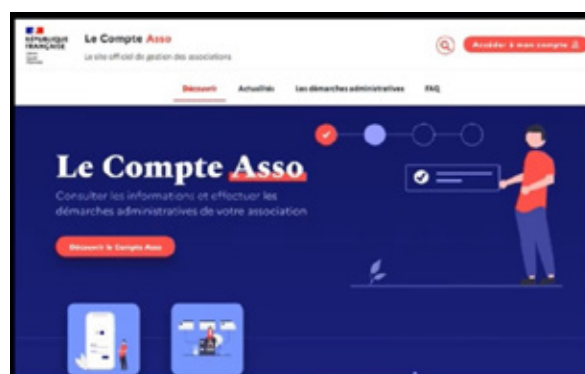 RÉPUBLIQUE
FRANÇAISE
Le Compte Asso
Le site officiel de gestion des associations
Accéder à mon compte
Découvrir
Actualités
Les démarches administratives
FAQ
Le Compte Asso
Consulter les informations et effectuer les
démarches administratives de votre association
Découvrir le Compte Asso